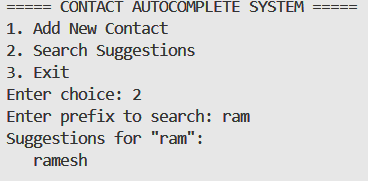 ===== CONTACT AUTOCOMPLETE SYSTEM =====
1. Add New Contact
2. Search Suggestions
3. Exit
Enter choice: 2
Enter prefix to search: ram
Suggestions for "ram":
   ramesh